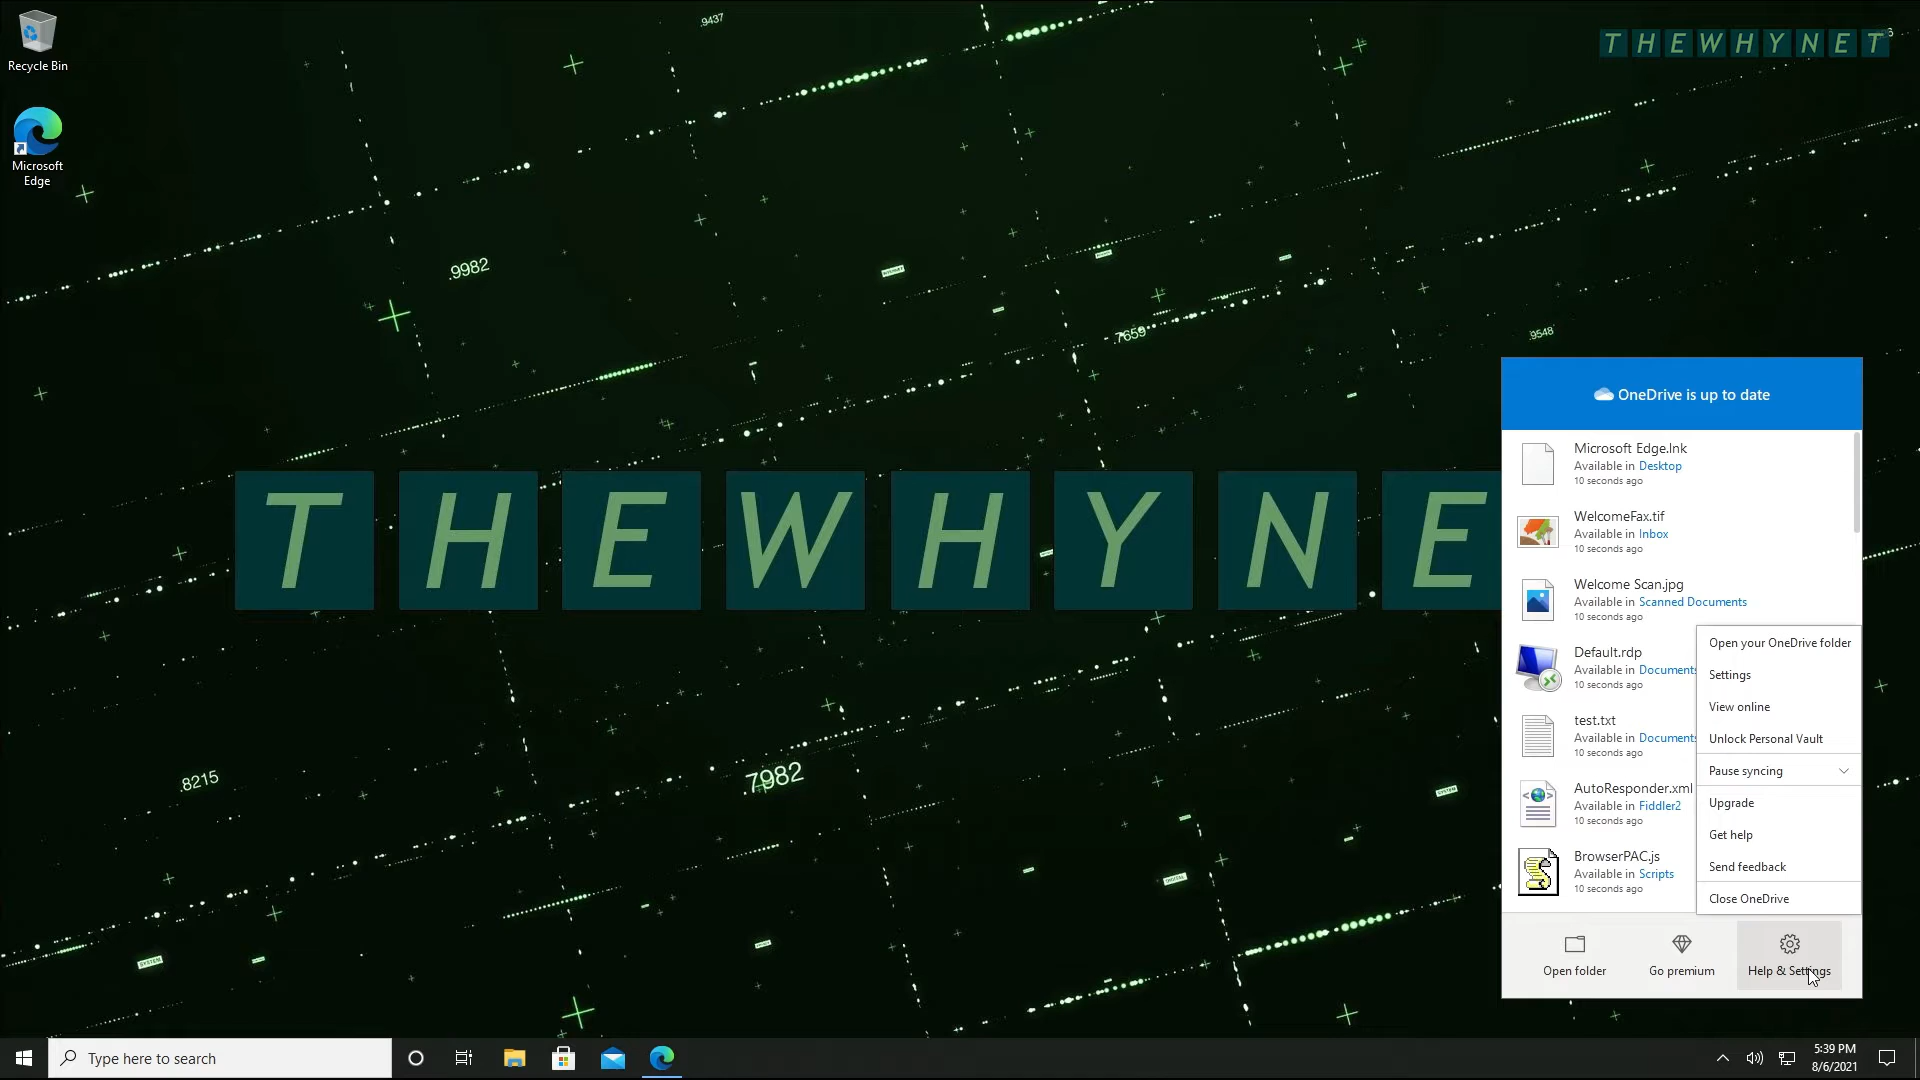 Recycle Bin
Microsoft
Edge
.9437
THEWHYNET
.9982
.7659
.9548
THEWHYNE
.8215
.7982
SYSTEM
OneDrive is up to date
Microsoft Edge.lnk
Available in Desktop
10 seconds ago
WelcomeFax.tif
Available in Inbox
10 seconds ago
Welcome Scan.jpg
Available in Scanned Documents
10 seconds ago
Default.rdp
Available in Documents
10 seconds ago
test.txt
Available in Documents
10 seconds ago
AutoResponder.xml
Available in Fiddler2
10 seconds ago
BrowserPAC.js
Available in Scripts
10 seconds ago
Open your OneDrive folder
Settings
View online
Unlock Personal Vault
Pause syncing
Upgrade
Get help
Send feedback
Close OneDrive
Open folder
Go premium
Help & Settings
Type here to search
5:39 PM
8/6/2021